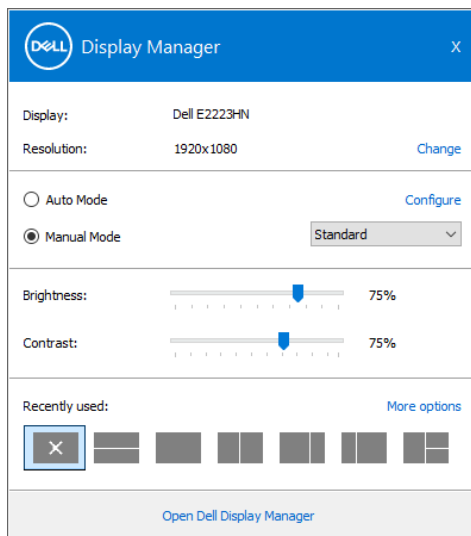 DELL Display Manager X
Display: Dell E2223HN
Resolution: 1920x1080 Change
Auto Mode Configure
Manual Mode Standard
Brightness: 75%
Contrast: 75%
Recently used: More options
Open Dell Display Manager